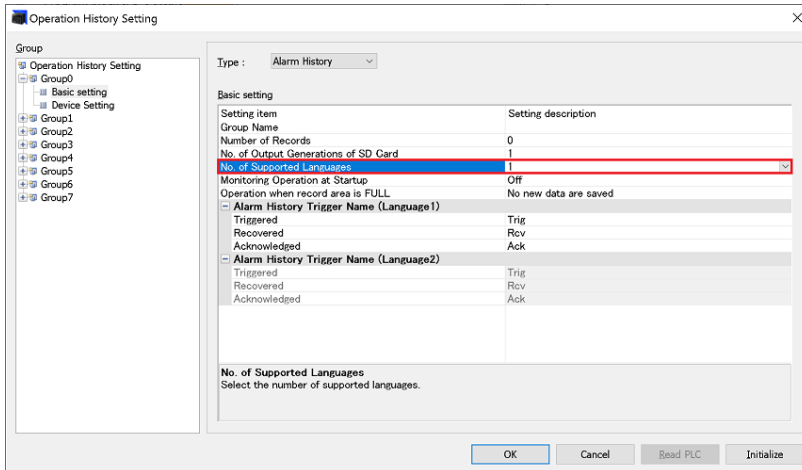 Operation History Setting
Group
Operation History Setting
Group0
Basic setting
Device Setting
Group1
Group2
Group3
Group4
Group5
Group6
Group7
Type : Alarm History
Basic setting
Setting item Setting description
Group Name
Number of Records 0
No. of Output Generations of SD Card 1
No. of Supported Languages 1
Monitoring Operation at Startup Off
Operation when record area is FULL No new data are saved
Alarm History Trigger Name (Language1)
Triggered Trig
Recovered Rcv
Acknowledged Ack
Alarm History Trigger Name (Language2)
Triggered Trig
Recovered Rcv
Acknowledged Ack
No. of Supported Languages
Select the number of supported languages.
OK Cancel Read PLC Initialize